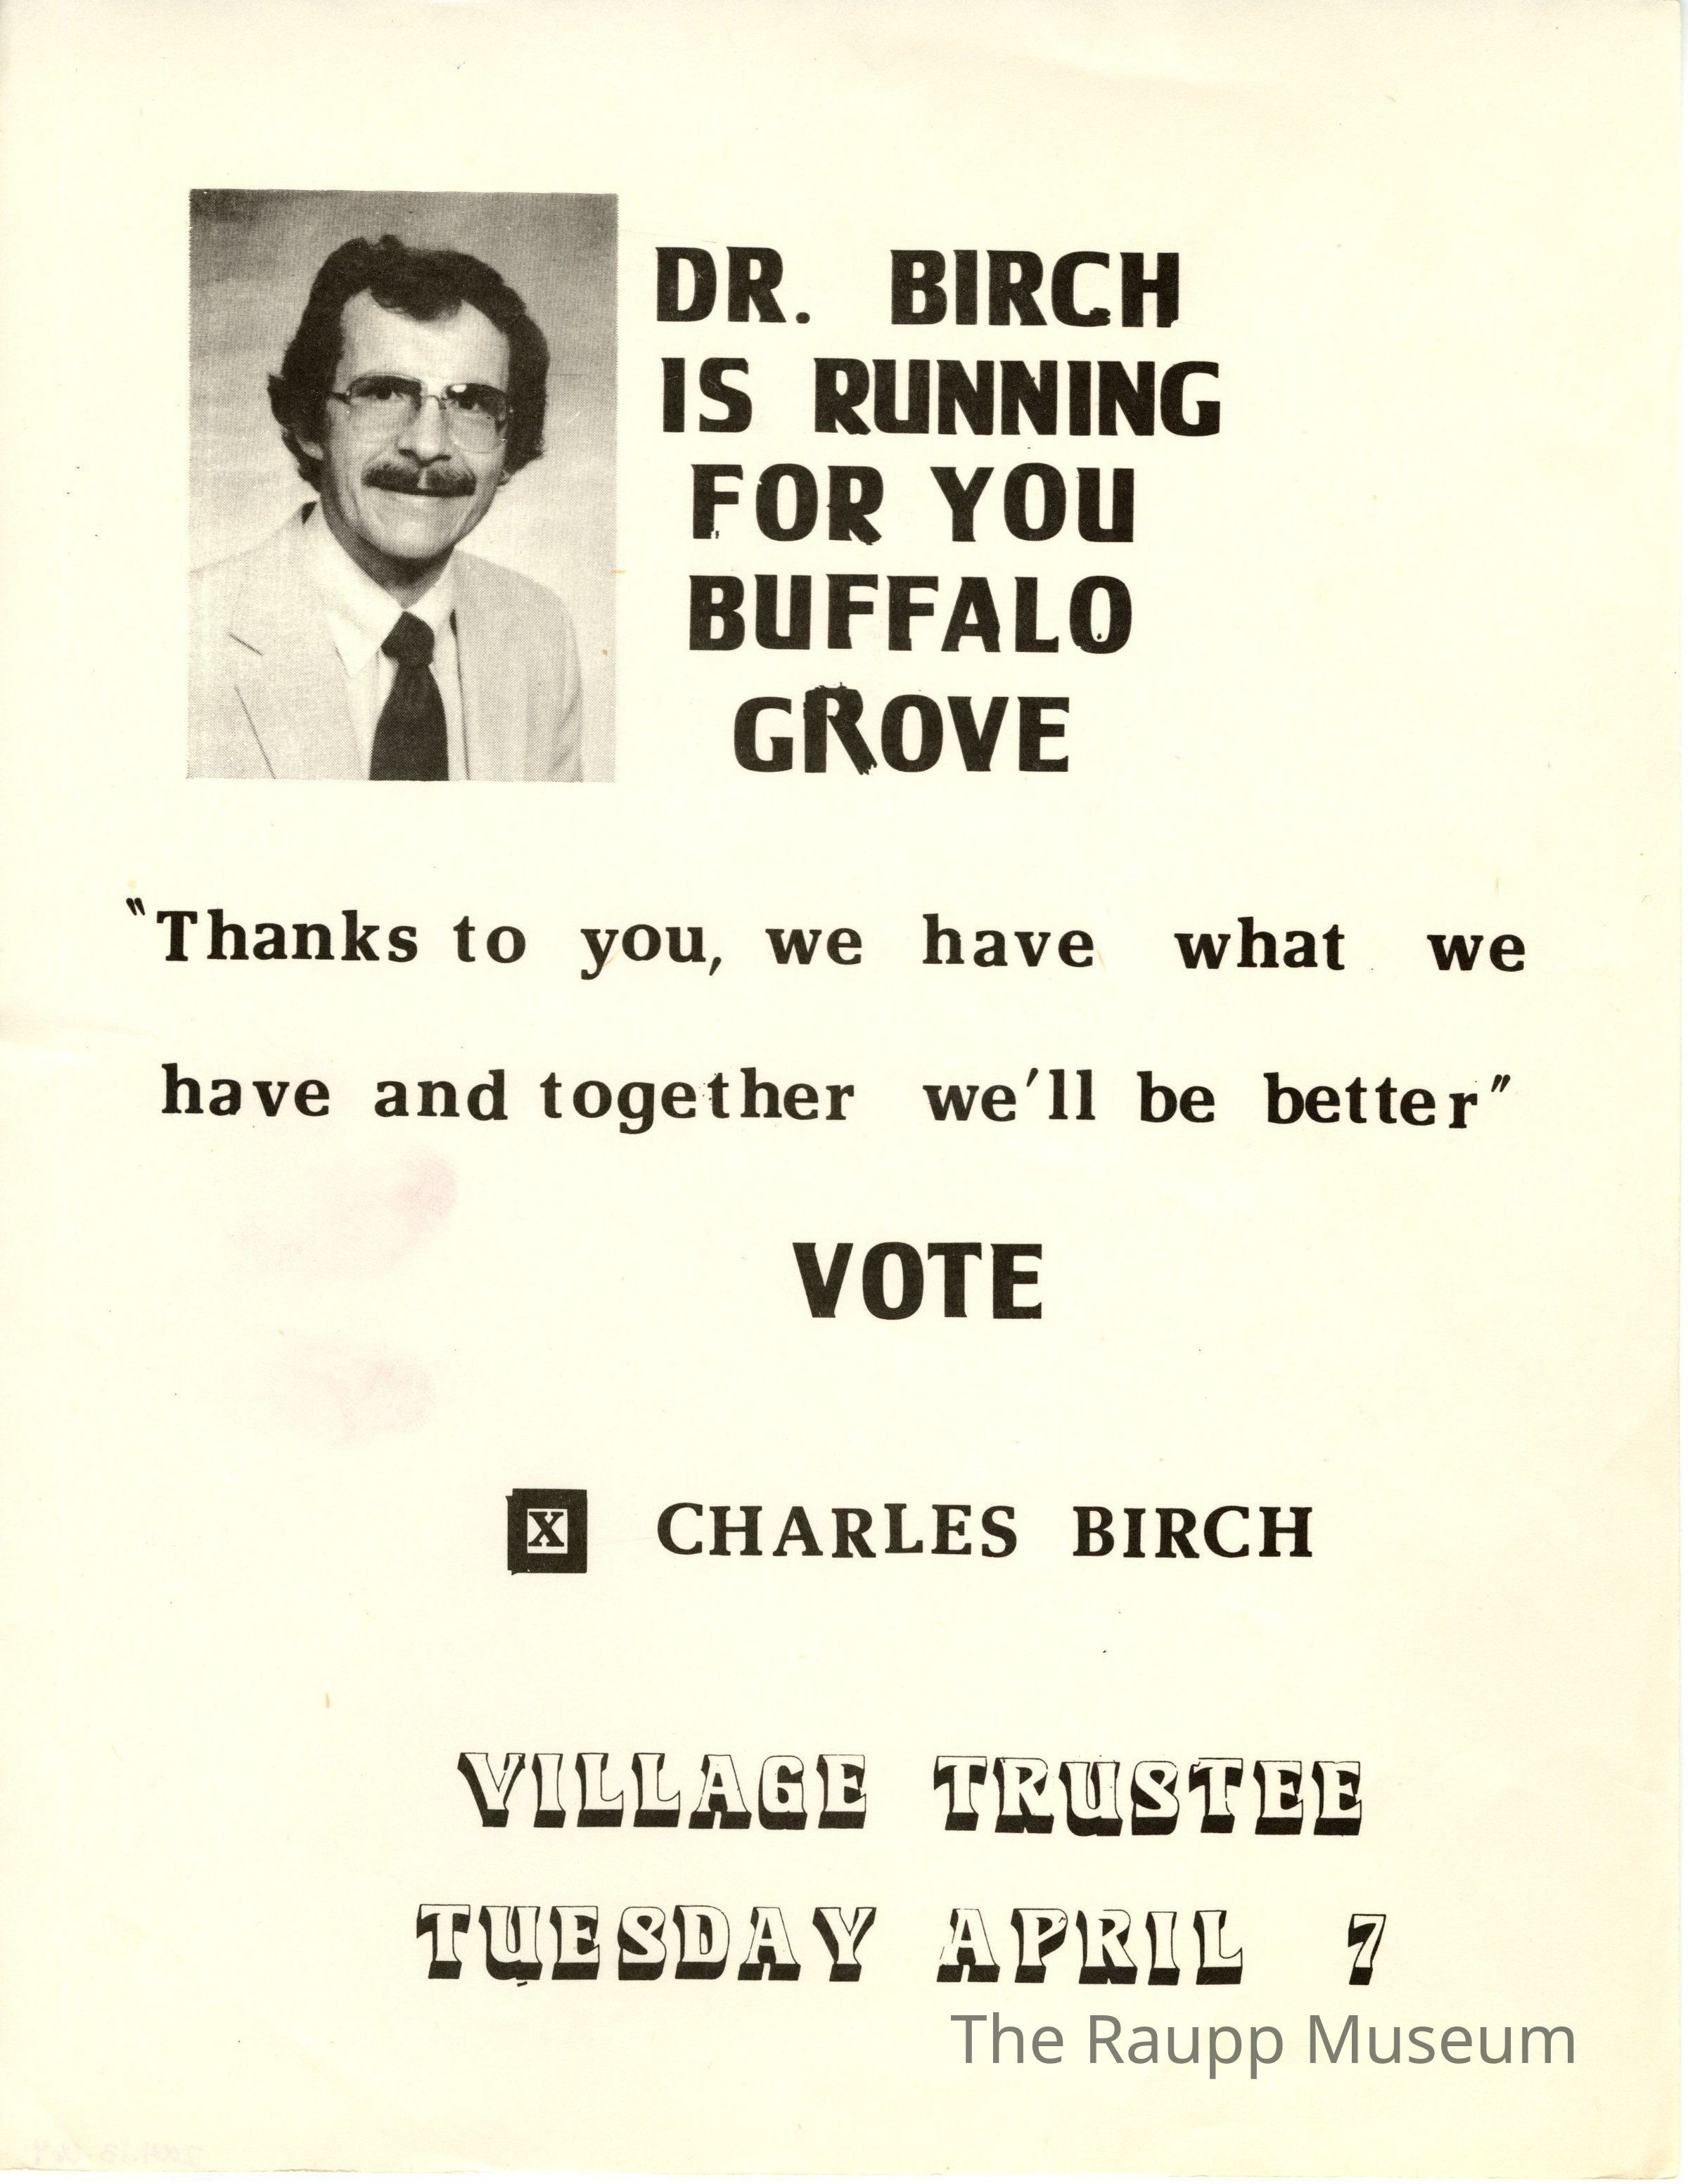 DR. BIRCH
IS RUNNING
FOR YOU
BUFFALO
GROVE
"Thanks to you, we have what we
have and together we'll be better"
VOTE
X CHARLES BIRCH
VILLAGE TRUSTEE
TUESDAY APRIL 7
The Raupp Museum